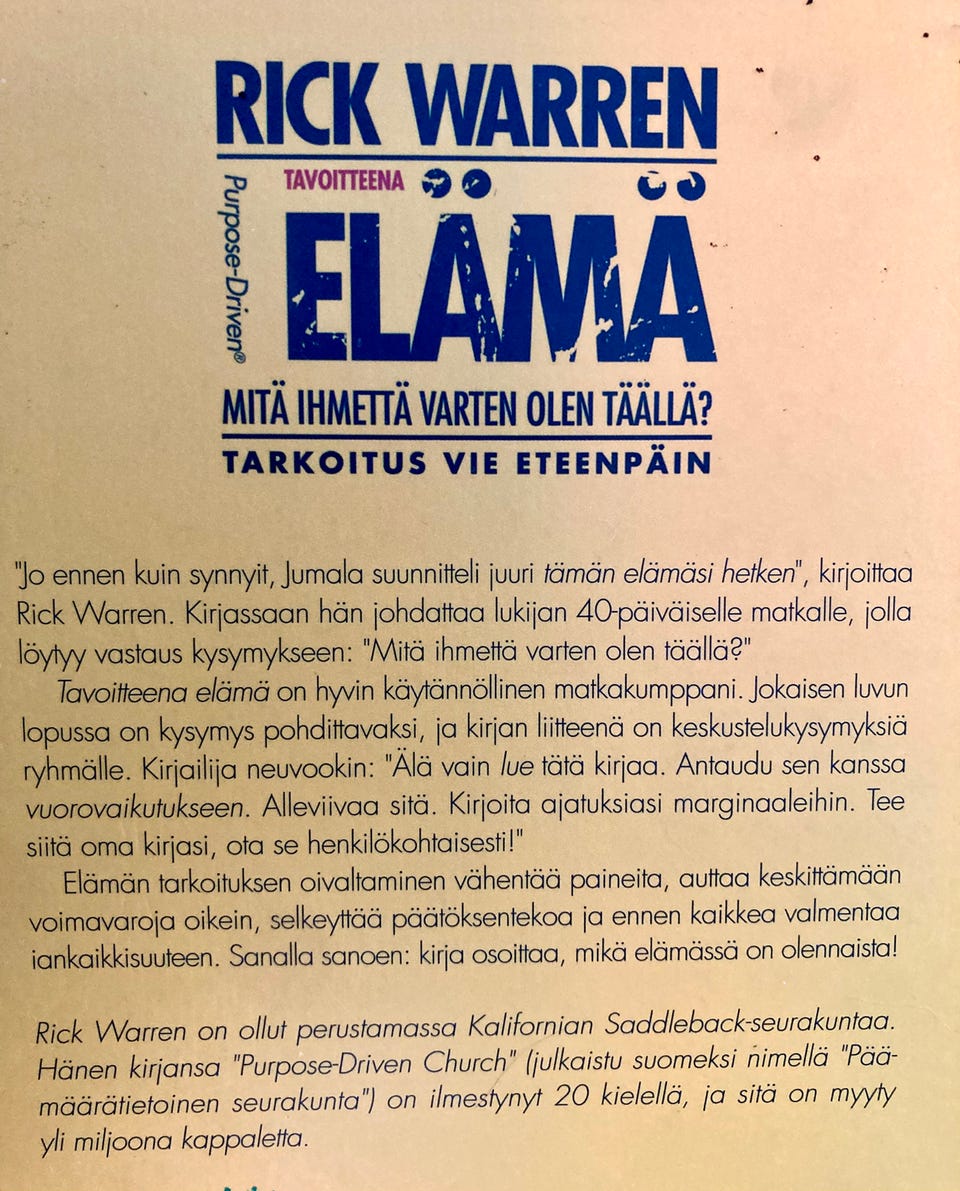 RICK WARREN
Purpose-Driven®
TAVOITTEENA
ELÄMÄ
MITÄ IHMETTÄ VARTEN OLEN TÄÄLLÄ?
TARKOITUS VIE ETEENPÄIN
"Jo ennen kuin synnyit, Jumala suunnitteli juuri tämän elämäsi hetken", kirjoittaa
Rick Warren. Kirjassaan hän johdattaa lukijan 40-päiväiselle matkalle, jolla
löytyy vastaus kysymykseen: "Mitä ihmettä varten olen täällä?"
Tavoitteena elämä on hyvin käytännöllinen matkakumppani. Jokaisen luvun
lopussa on kysymys pohdittavaksi, ja kirjan liitteenä on keskustelukysymyksiä
ryhmälle. Kirjailija neuvookin: "Älä vain lue tätä kirjaa. Antaudu sen kanssa
vuorovaikutukseen. Alleviivaa sitä. Kirjoita ajatuksiasi marginaaleihin. Tee
siitä oma kirjasi, ota se henkilökohtaisesti!"
Elämän tarkoituksen oivaltaminen vähentää paineita, auttaa keskittämään
voimavaroja oikein, selkeyttää päätöksentekoa ja ennen kaikkea valmentaa
iankaikkisuuteen. Sanalla sanoen: kirja osoittaa, mikä elämässä on olennaista!
Rick Warren on ollut perustamassa Kalifornian Saddleback-seurakuntaa.
Hänen kirjansa "Purpose-Driven Church" (julkaistu suomeksi nimellä "Pää-
määrätietoinen seurakunta") on ilmestynyt 20 kielellä, ja sitä on myyty
yli miljoona kappaletta.